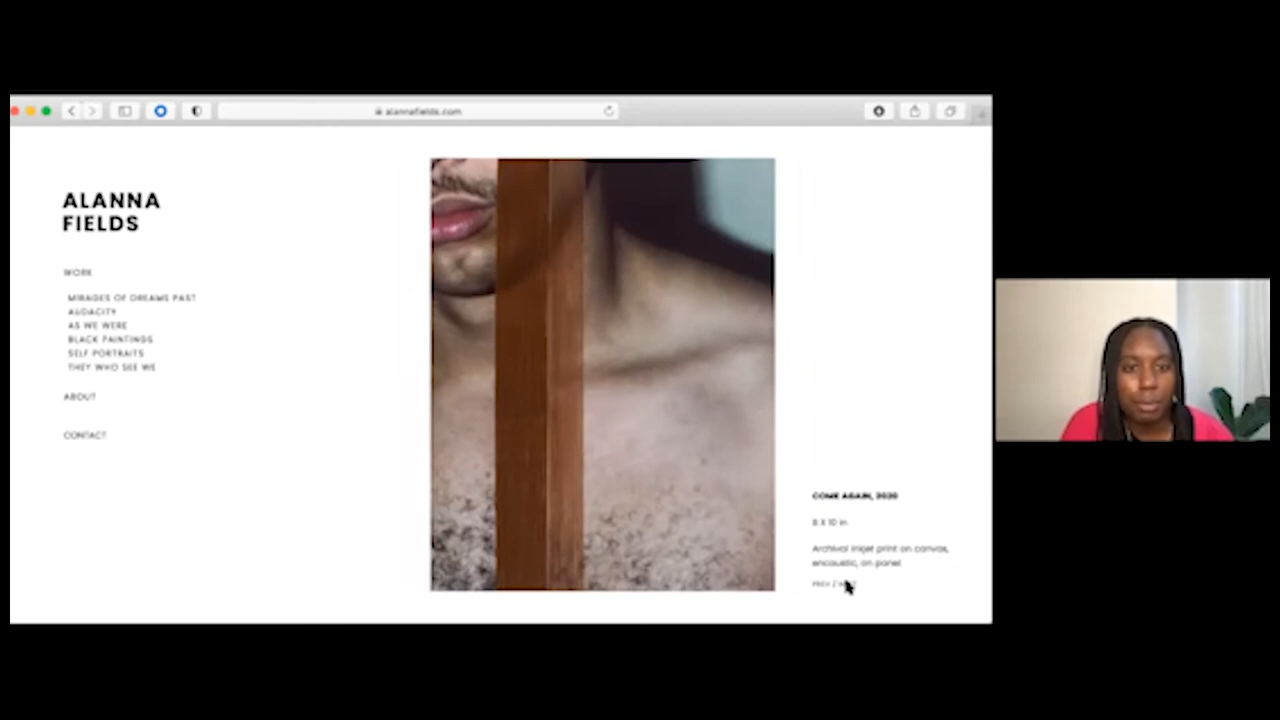 alannafields.com
ALANNA
FIELDS
WORK
MIRAGES OF DREAMS PAST
AUDACITY
AS WE WERE
BLACK PAINTINGS
SELF PORTRAITS
THEY WHO SEE WE
ABOUT
CONTACT
COME AGAIN, 2020
8 X 10 in
Archival inkjet print on canvas,
encaustic, on panel
PREV /